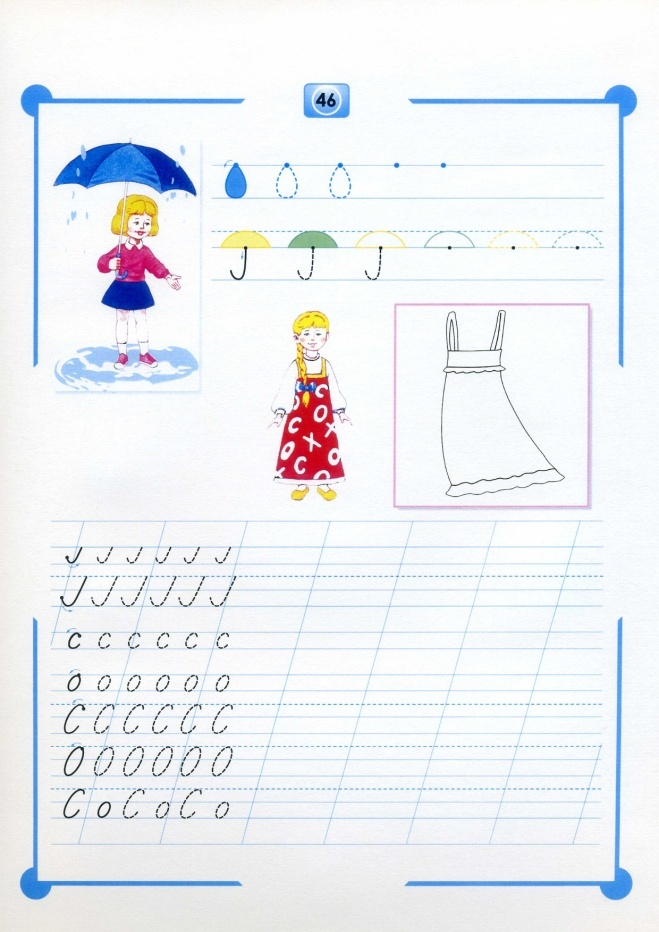 46
с с с с с с
о о о о о о
С С С С С С
О О О О О О
С о С о С о